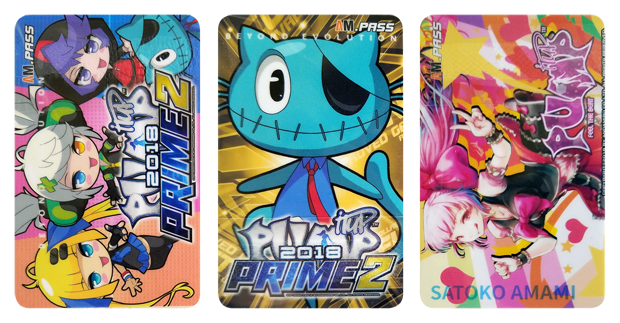 AM.PASS
PUMP
it UP
2018
PRIME 2
AM.PASS
BEYOND EVOLUTION
PUMP
it UP
2018
PRIME 2
AM.PASS
PUMP
it UP
FEEL THE BEAT
SATOKO AMAMI